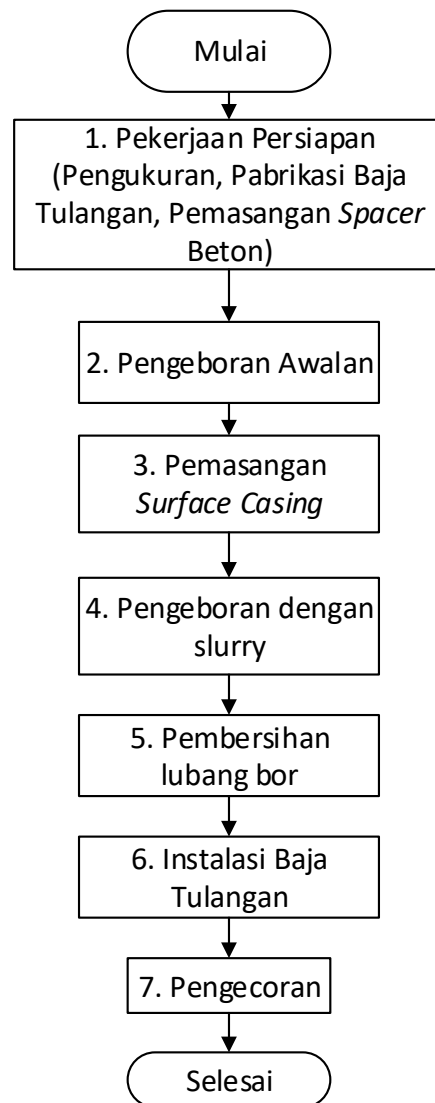 Mulai
1. Pekerjaan Persiapan
(Pengukuran, Pabrikasi Baja
Tulangan, Pemasangan Spacer
Beton)
2. Pengeboran Awalan
3. Pemasangan
Surface Casing
4. Pengeboran dengan
slurry
5. Pembersihan
lubang bor
6. Instalasi Baja
Tulangan
7. Pengecoran
Selesai